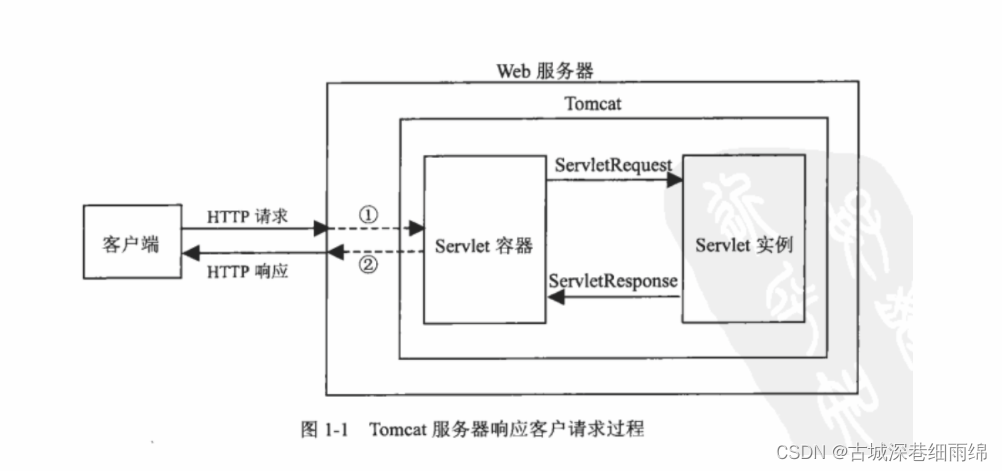 Web 服务器
Tomcat
ServletRequest
HTTP 请求
①
客户端
Servlet 容器
Servlet 实例
②
HTTP 响应
ServletResponse
图 1-1 Tomcat 服务器响应客户请求过程
CSDN @古城深巷细雨绵